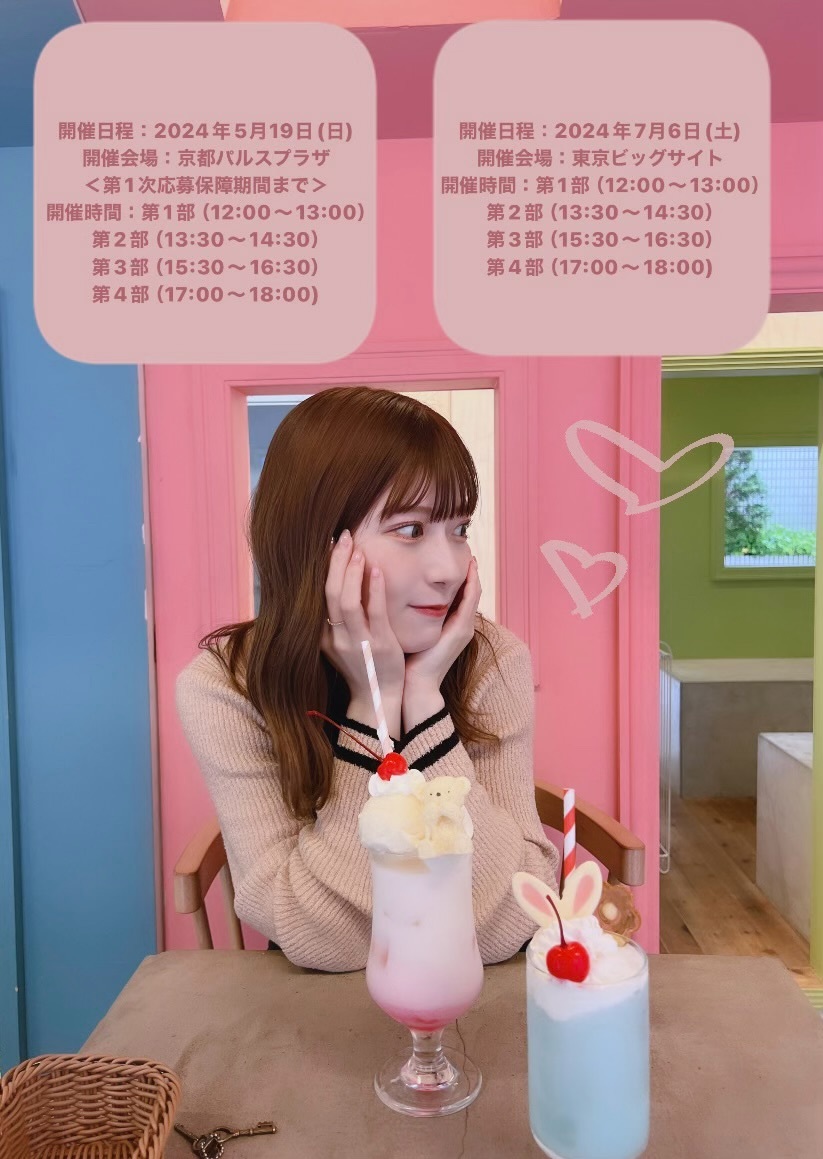 開催日程：2024年5月19日(日)
開催会場：京都パルスプラザ
＜第1次応募保障期間まで＞
開催時間：第1部（12:00〜13:00）
第2部（13:30〜14:30）
第3部（15:30〜16:30）
第4部（17:00〜18:00)
開催日程：2024年7月6日(土)
開催会場：東京ビッグサイト
開催時間：第1部（12:00〜13:00）
第2部（13:30〜14:30）
第3部（15:30〜16:30）
第4部（17:00〜18:00)